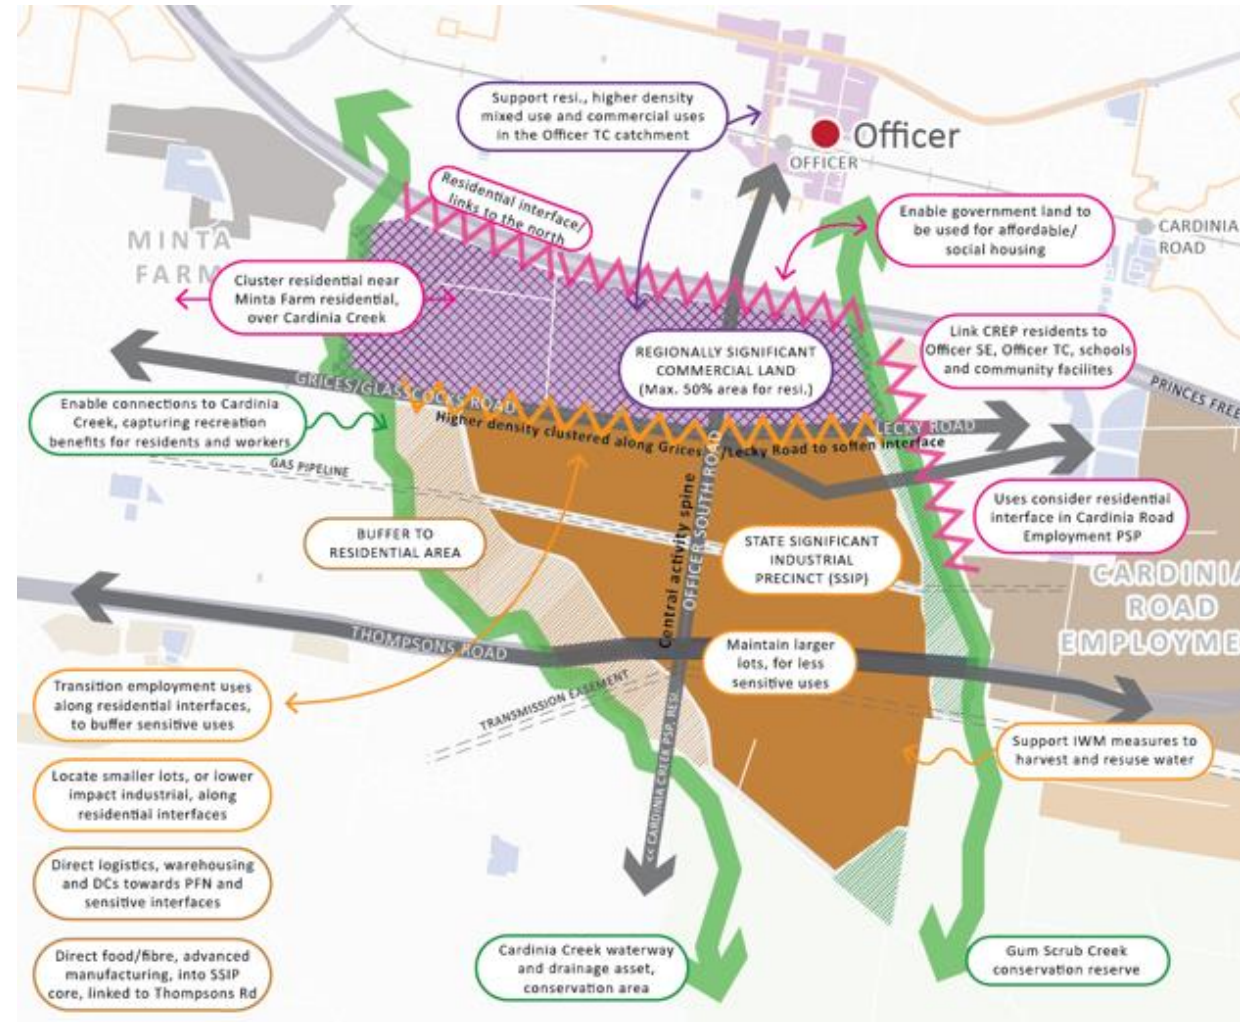 Support resi., higher density
mixed use and commercial uses
in the Officer TC catchment
Officer
OFFICER
CARDINIA
ROAD
Residential interface/
links to the north
Enable government land to
be used for affordable/
social housing
MINTA
FARM
Cluster residential near
Minta Farm residential,
over Cardinia Creek
Link CREP residents to
Officer SE, Officer TC, schools
and community facilites
REGIONALLY SIGNIFICANT
COMMERCIAL LAND
(Max. 50% area for resi.)
PRINCES FREE
GRICES/GLASSCOCKS ROAD
LECKY ROAD
Enable connections to Cardinia
Creek, capturing recreation
benefits for residents and workers
Higher density clustered along Grices /Lecky Road to soften interface
GAS PIPELINE
Central activity spine
OFFICER SOUTH ROAD
Uses consider residential
interface in Cardinia Road
Employment PSP
BUFFER TO
RESIDENTIAL AREA
STATE SIGNIFICANT
INDUSTRIAL
PRECINCT (SSIP)
CARDINIA
ROAD
EMPLOYME
THOMPSONS ROAD
Maintain larger
lots, for less
sensitive uses
Transition employment uses
along residential interfaces,
to buffer sensitive uses
TRANSMISSION EASEMENT
<< CARDINIA CREEK PSP, RESI.
Support IWM measures to
harvest and resuse water
Locate smaller lots, or lower
impact industrial, along
residential interfaces
Direct logistics, warehousing
and DCs towards PFN and
sensitive interfaces
Direct food/fibre, advanced
manufacturing, into SSIP
core, linked to Thompsons Rd
Cardinia Creek waterway
and drainage asset,
conservation area
Gum Scrub Creek
conservation reserve